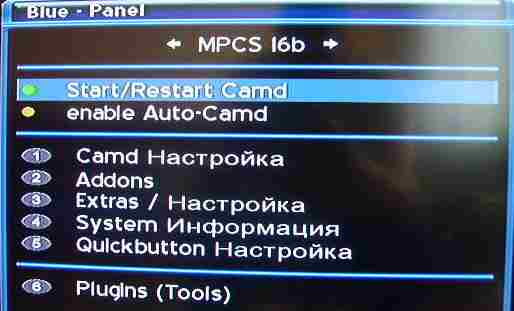 Blue - Panel
MPCS 16b
Start/Restart Camd
enable Auto-Camd
1 Camd Настройка
2 Addons
3 Extras / Настройка
4 System Информация
5 Quickbutton Настройка
6 PlugIns (Tools)